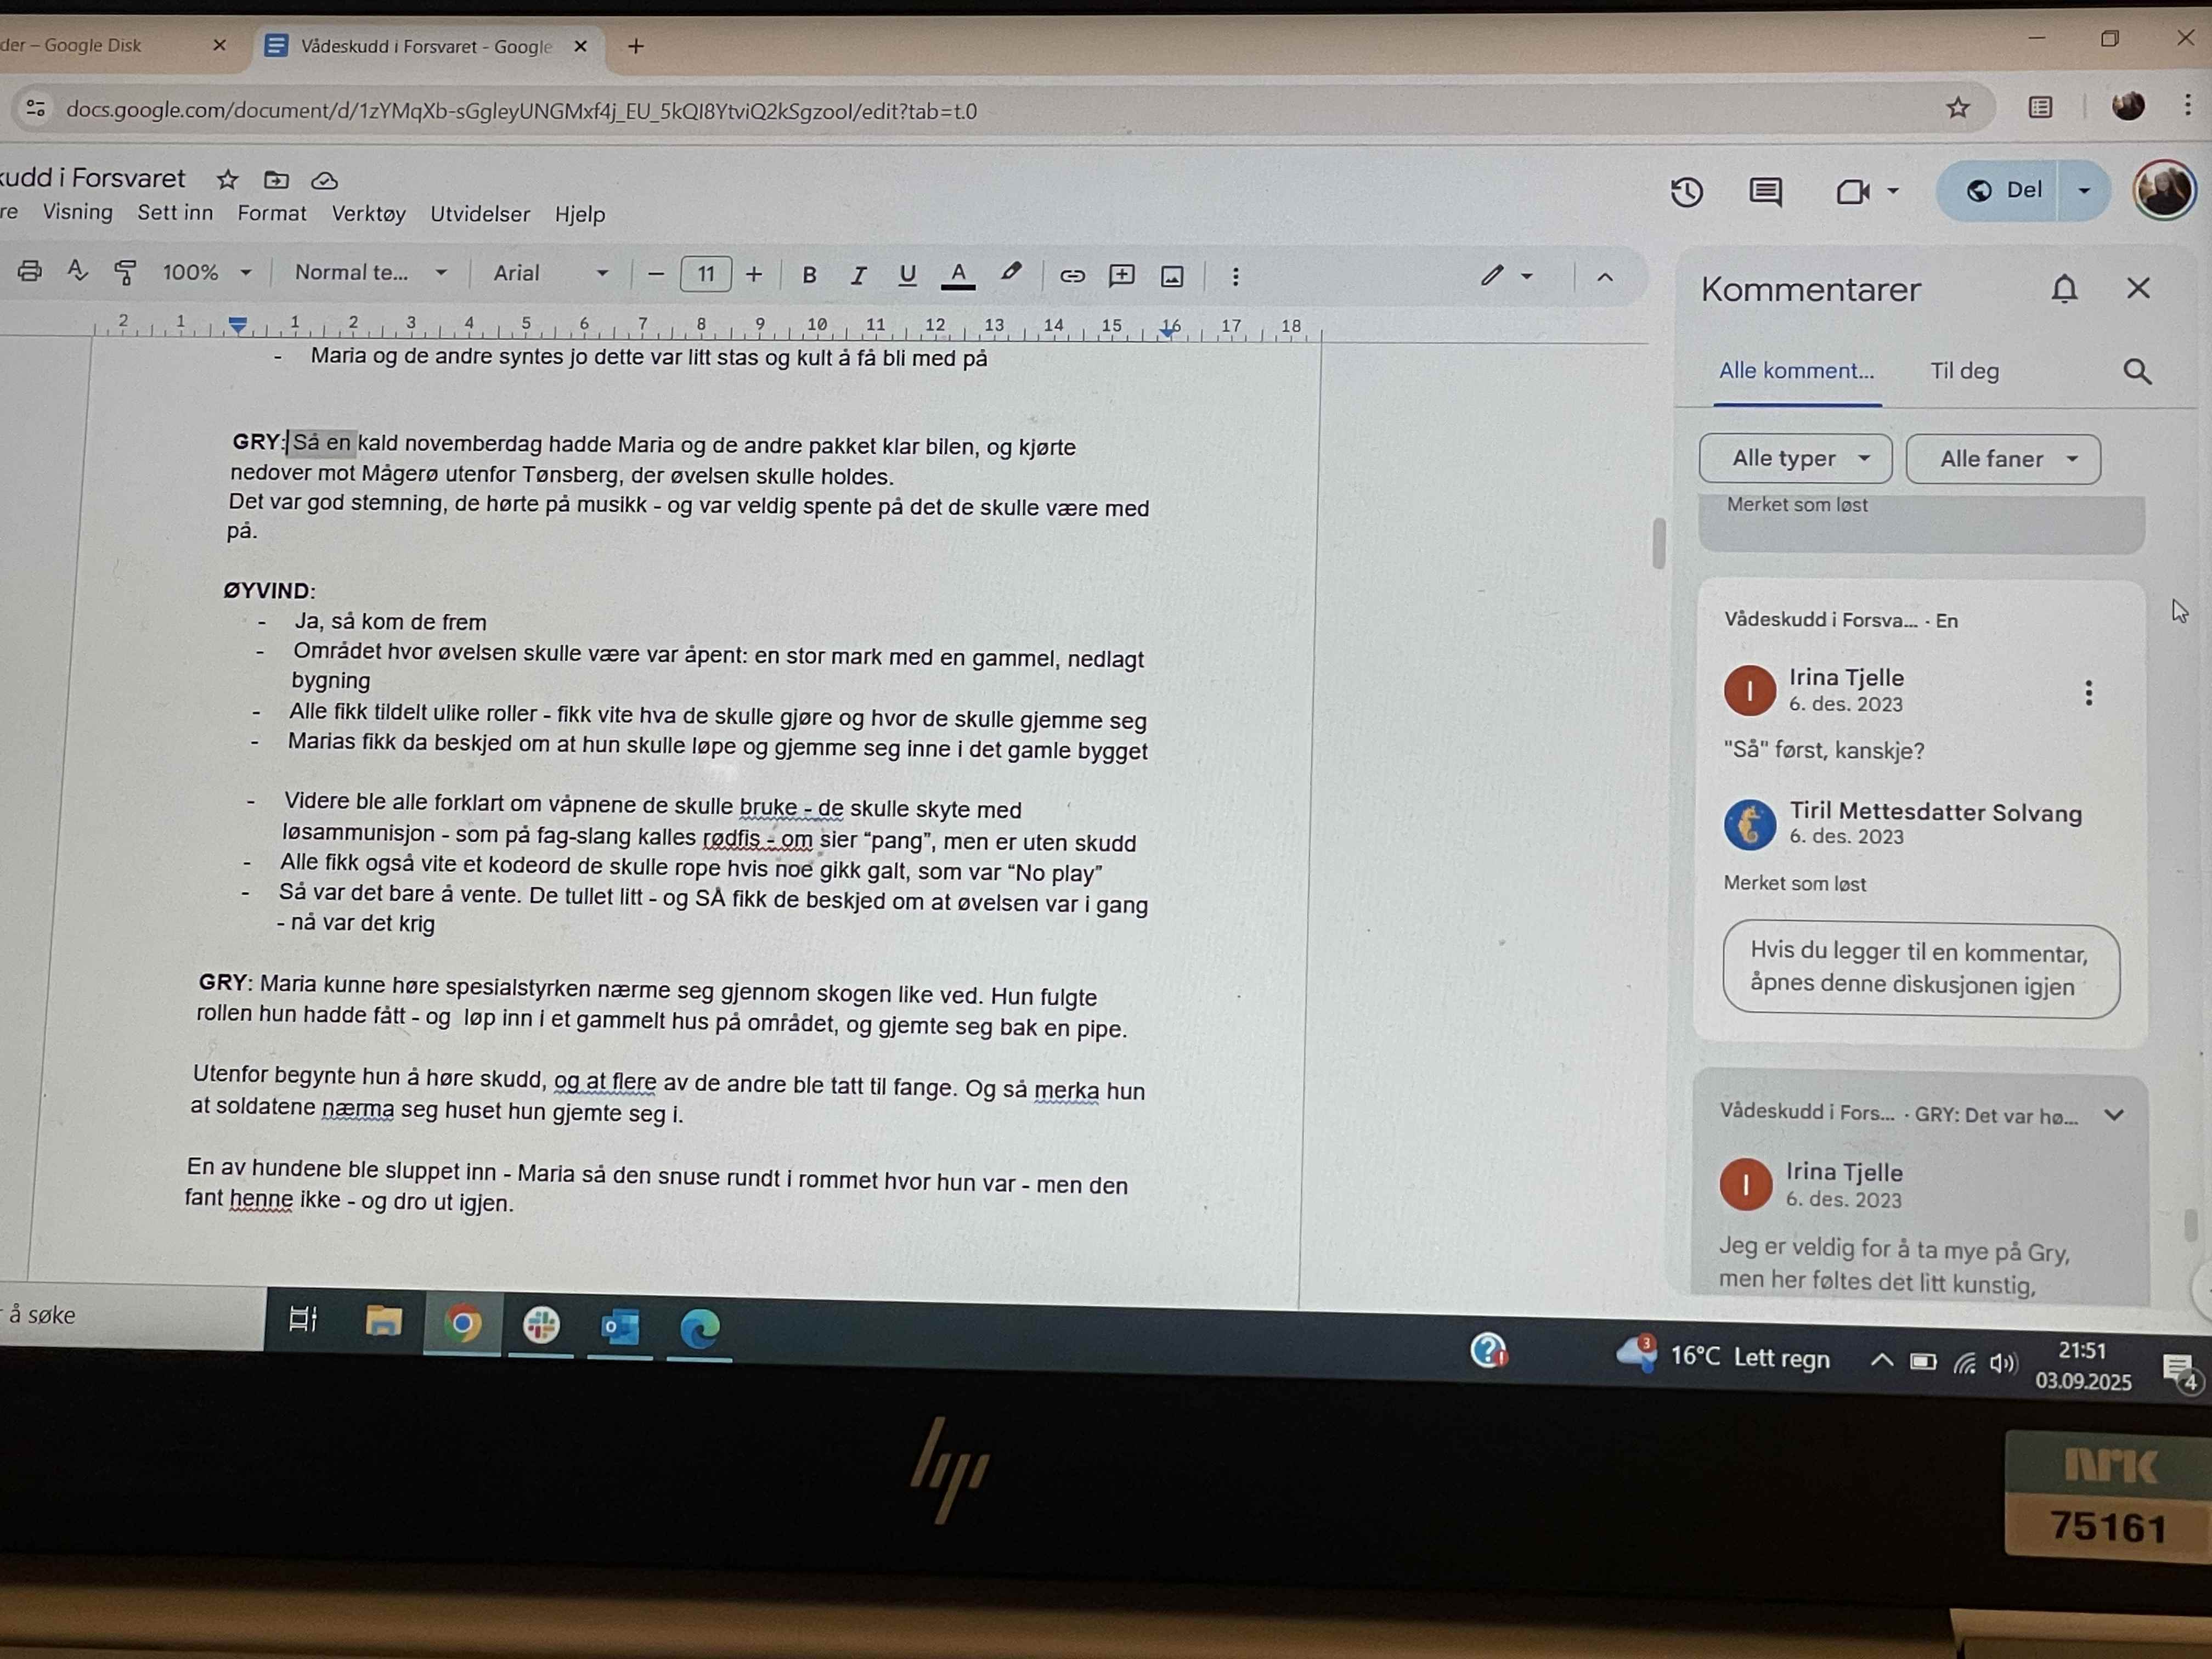 der – Google Disk
Vådeskudd i Forsvaret - Google
docs.google.com/document/d/1zYMqXb-sGgleyUNGMxf4j_EU_5kQI8YtviQ2kSgzooI/edit?tab=t.0
kudd i Forsvaret
Del
re Visning Sett inn Format Verktøy Utvidelser Hjelp
100% Normal te... Arial 11 B I U A
2 1 1 2 3 4 5 6 7 8 9 10 11 12 13 14 15 16 17 18
- Maria og de andre syntes jo dette var litt stas og kult å få bli med på
GRY: Så en kald novemberdag hadde Maria og de andre pakket klar bilen, og kjørte
nedover mot Mågerø utenfor Tønsberg, der øvelsen skulle holdes.
Det var god stemning, de hørte på musikk - og var veldig spente på det de skulle være med
på.
ØYVIND:
- Ja, så kom de frem
- Området hvor øvelsen skulle være var åpent: en stor mark med en gammel, nedlagt
bygning
- Alle fikk tildelt ulike roller - fikk vite hva de skulle gjøre og hvor de skulle gjemme seg
- Marias fikk da beskjed om at hun skulle løpe og gjemme seg inne i det gamle bygget
- Videre ble alle forklart om våpnene de skulle bruke - de skulle skyte med
løsammunisjon - som på fag-slang kalles rødfis - om sier “pang”, men er uten skudd
- Alle fikk også vite et kodeord de skulle rope hvis noe gikk galt, som var “No play”
- Så var det bare å vente. De tullet litt - og SÅ fikk de beskjed om at øvelsen var i gang
- nå var det krig
GRY: Maria kunne høre spesialstyrken nærme seg gjennom skogen like ved. Hun fulgte
rollen hun hadde fått - og løp inn i et gammelt hus på området, og gjemte seg bak en pipe.
Utenfor begynte hun å høre skudd, og at flere av de andre ble tatt til fange. Og så merka hun
at soldatene nærma seg huset hun gjemte seg i.
En av hundene ble sluppet inn - Maria så den snuse rundt i rommet hvor hun var - men den
fant henne ikke - og dro ut igjen.
Kommentarer
Alle komment... Til deg
Alle typer Alle faner
Merket som løst
Vådeskudd i Forsva... · En
I Irina Tjelle
6. des. 2023
"Så" først, kanskje?
Tiril Mettesdatter Solvang
6. des. 2023
Merket som løst
Hvis du legger til en kommentar,
åpnes denne diskusjonen igjen
Vådeskudd i Fors... · GRY: Det var hø...
I Irina Tjelle
6. des. 2023
Jeg er veldig for å ta mye på Gry,
men her føltes det litt kunstig,
å søke
3 16°C Lett regn
21:51
03.09.2025
4
hp
NRK
75161